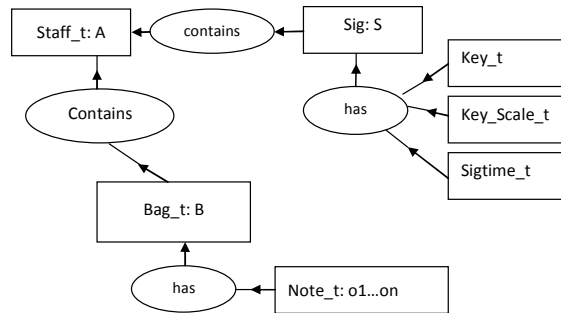 Staff_t: A
contains
Sig: S
Key_t
Contains
has
Key_Scale_t
Sigtime_t
Bag_t: B
has
Note_t: o1...on